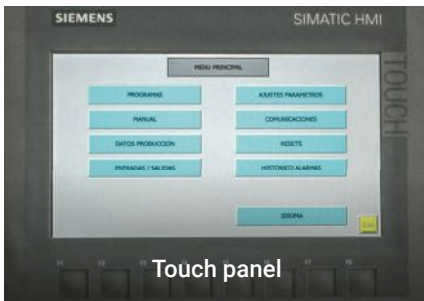 SIEMENS
SIMATIC HMI
TOUCH
MENU PRINCIPAL
PROGRAMAS
AJUSTES PARAMETROS
MANUAL
COMUNICACIONES
DATOS PRODUCCION
RESETS
ENTRADAS / SALIDAS
HISTORICO ALARMAS
IDIOMA
Touch panel